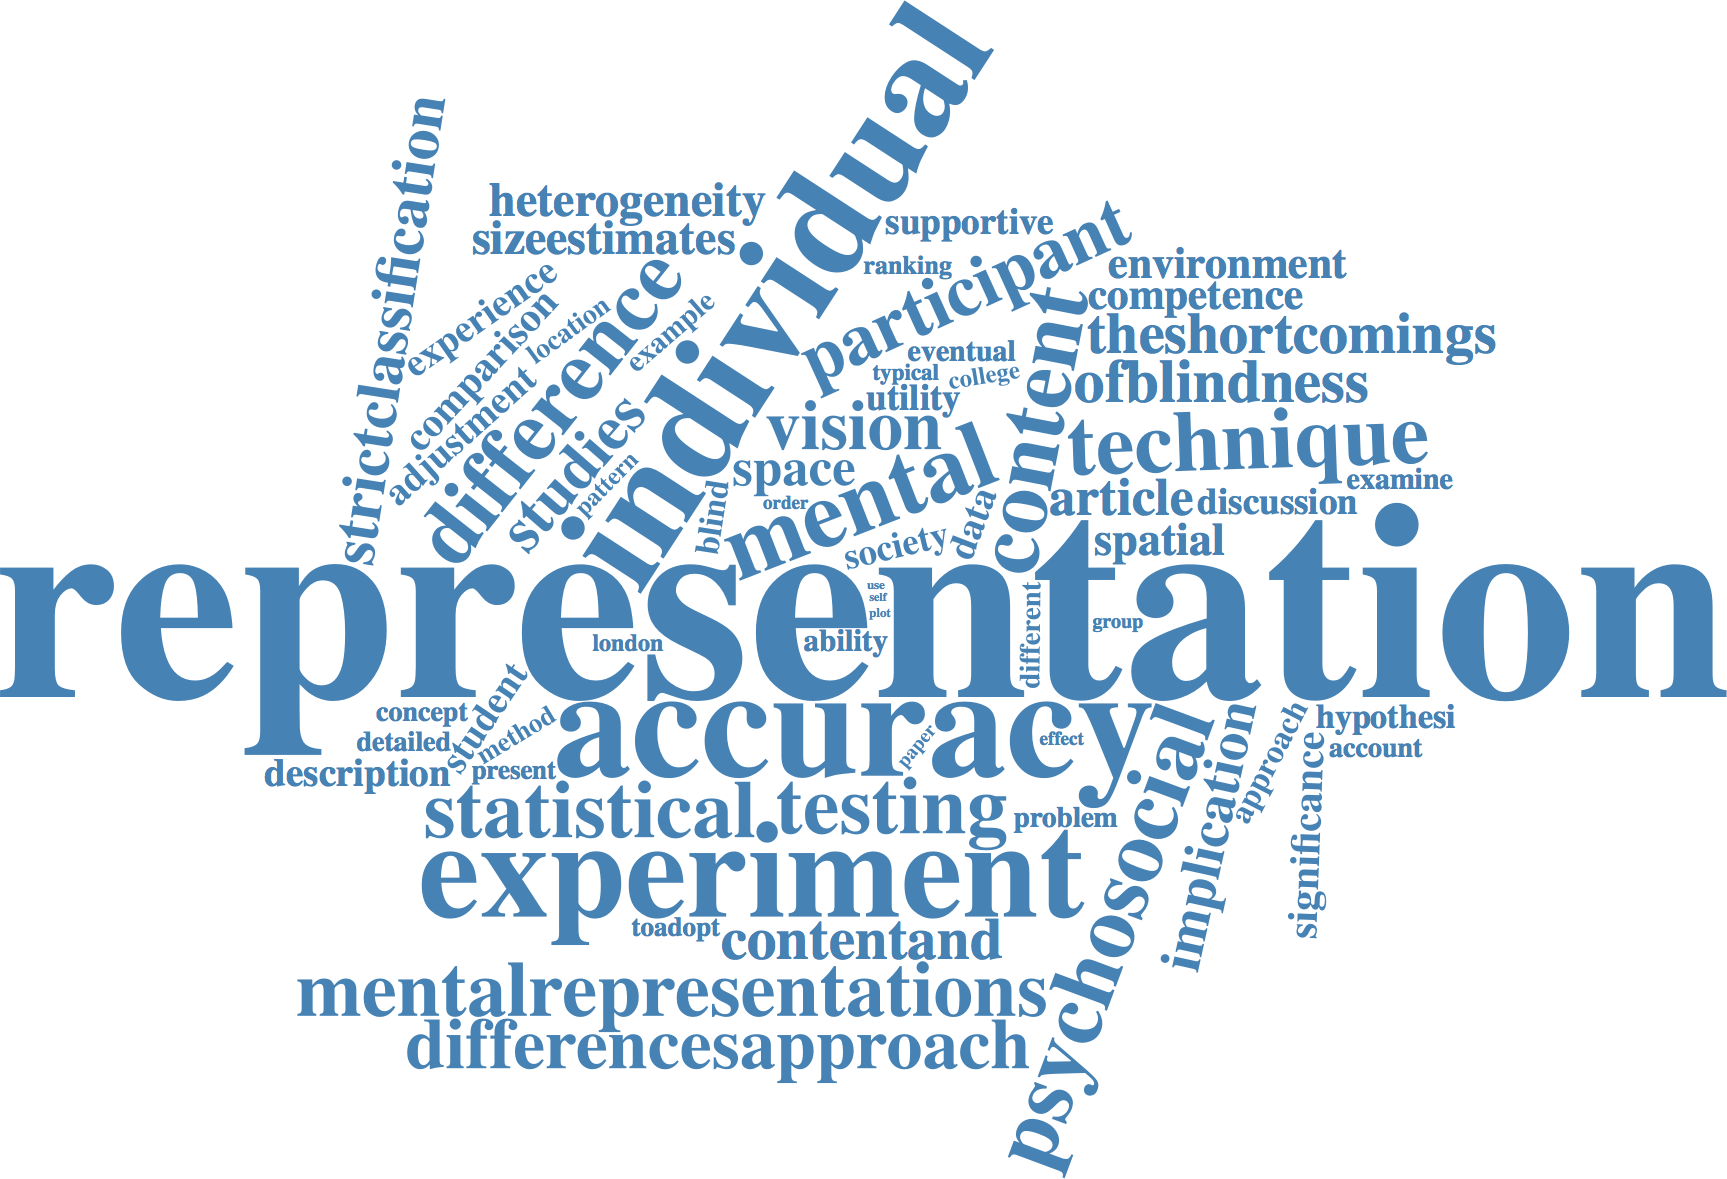 individual
strictclassification
heterogeneity
sizeestimates
supportive
participant
ranking
environment
competence
content
experience
comparison
location
difference
example
adjustment
studies
pattern
theshortcomings
eventual
typical
college
utility
ofblindness
vision
technique
space
mental
examine
article
discussion
blind
order
data
society
spatial
representation
use
self
plot
different
group
london
ability
concept
student
detailed
method
description
present
accuracy
paper
effect
psychosocial
implication
approach
significance
hypothesi
account
statistical
testing
problem
experiment
toadopt
contentand
mentalrepresentations
differencesapproach